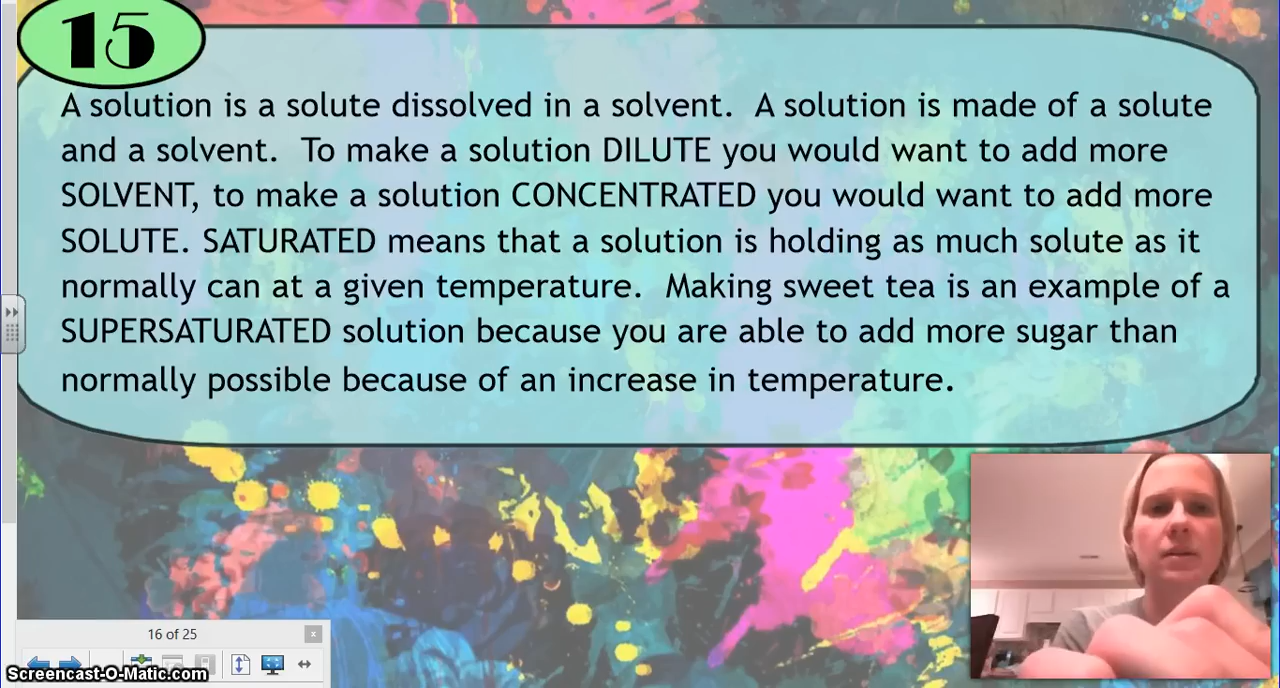 15
A solution is a solute dissolved in a solvent. A solution is made of a solute
and a solvent. To make a solution DILUTE you would want to add more
SOLVENT, to make a solution CONCENTRATED you would want to add more
SOLUTE. SATURATED means that a solution is holding as much solute as it
normally can at a given temperature. Making sweet tea is an example of a
SUPERSATURATED solution because you are able to add more sugar than
normally possible because of an increase in temperature.
16 of 25
x
Screencast-O-Matic.com